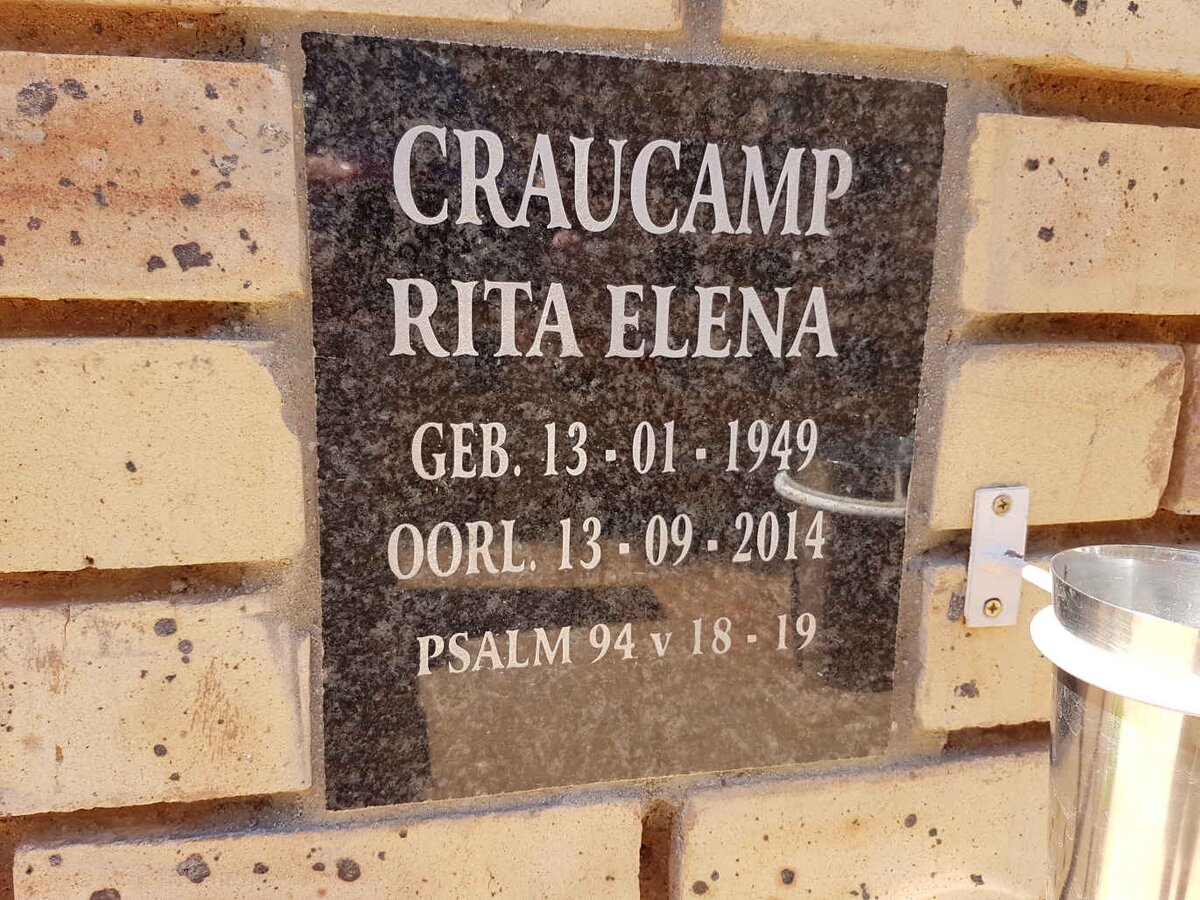 CRAUCAMP
RITA ELENA
GEB. 13 - 01 - 1949
OORL. 13 - 09 - 2014
PSALM 94 v 18 - 19